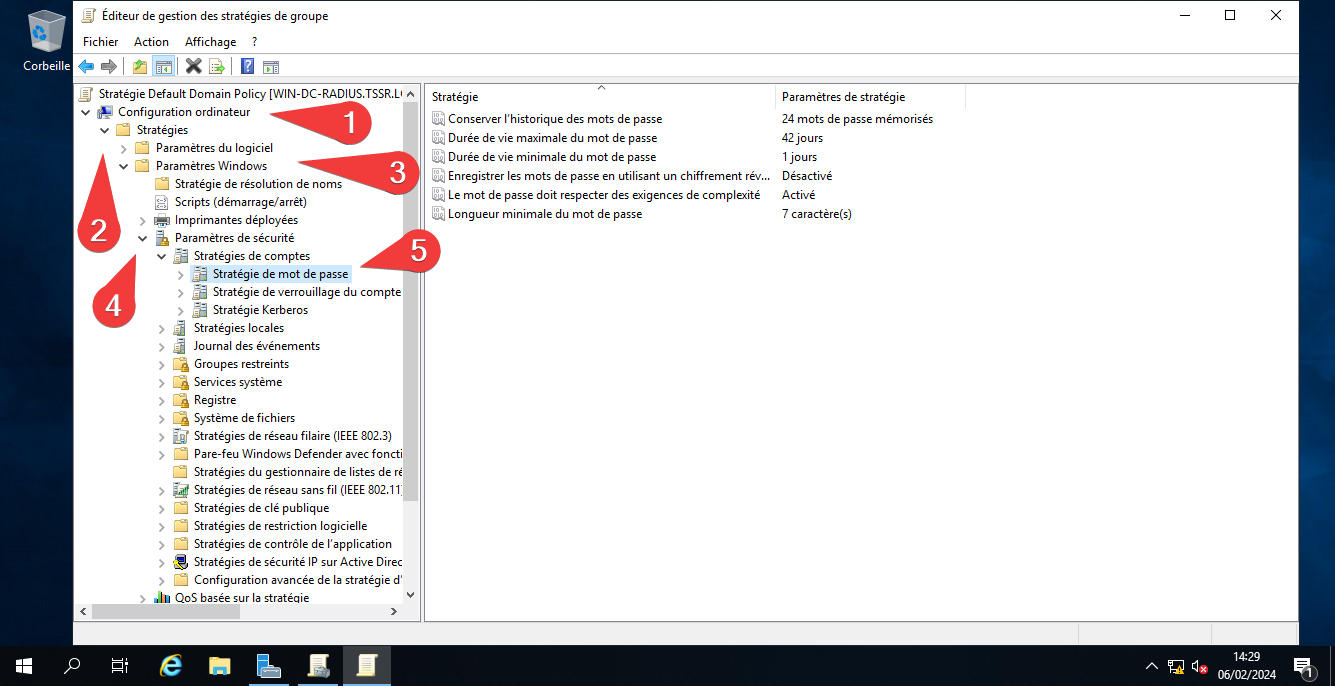 Corbeille
Éditeur de gestion des stratégies de groupe
Fichier Action Affichage ?
Stratégie Default Domain Policy [WIN-DC-RADIUS.TSSR.L
Configuration ordinateur
1
Stratégies
Paramètres du logiciel
Paramètres Windows
3
Stratégie de résolution de noms
Scripts (démarrage/arrêt)
Imprimantes déployées
2
Paramètres de sécurité
Stratégies de comptes
5
Stratégie de mot de passe
Stratégie de verrouillage du compte
4
Stratégie Kerberos
Stratégies locales
Journal des événements
Groupes restreints
Services système
Registre
Système de fichiers
Stratégies de réseau filaire (IEEE 802.3)
Pare-feu Windows Defender avec foncti
Stratégies du gestionnaire de listes de ré
Stratégies de réseau sans fil (IEEE 802.11)
Stratégies de clé publique
Stratégies de restriction logicielle
Stratégies de contrôle de l'application
Stratégies de sécurité IP sur Active Direc
Configuration avancée de la stratégie d'
QoS basée sur la stratégie
Stratégie Paramètres de stratégie
Conserver l'historique des mots de passe 24 mots de passe mémorisés
Durée de vie maximale du mot de passe 42 jours
Durée de vie minimale du mot de passe 1 jours
Enregistrer les mots de passe en utilisant un chiffrement rév... Désactivé
Le mot de passe doit respecter des exigences de complexité Activé
Longueur minimale du mot de passe 7 caractère(s)
14:29
06/02/2024
1